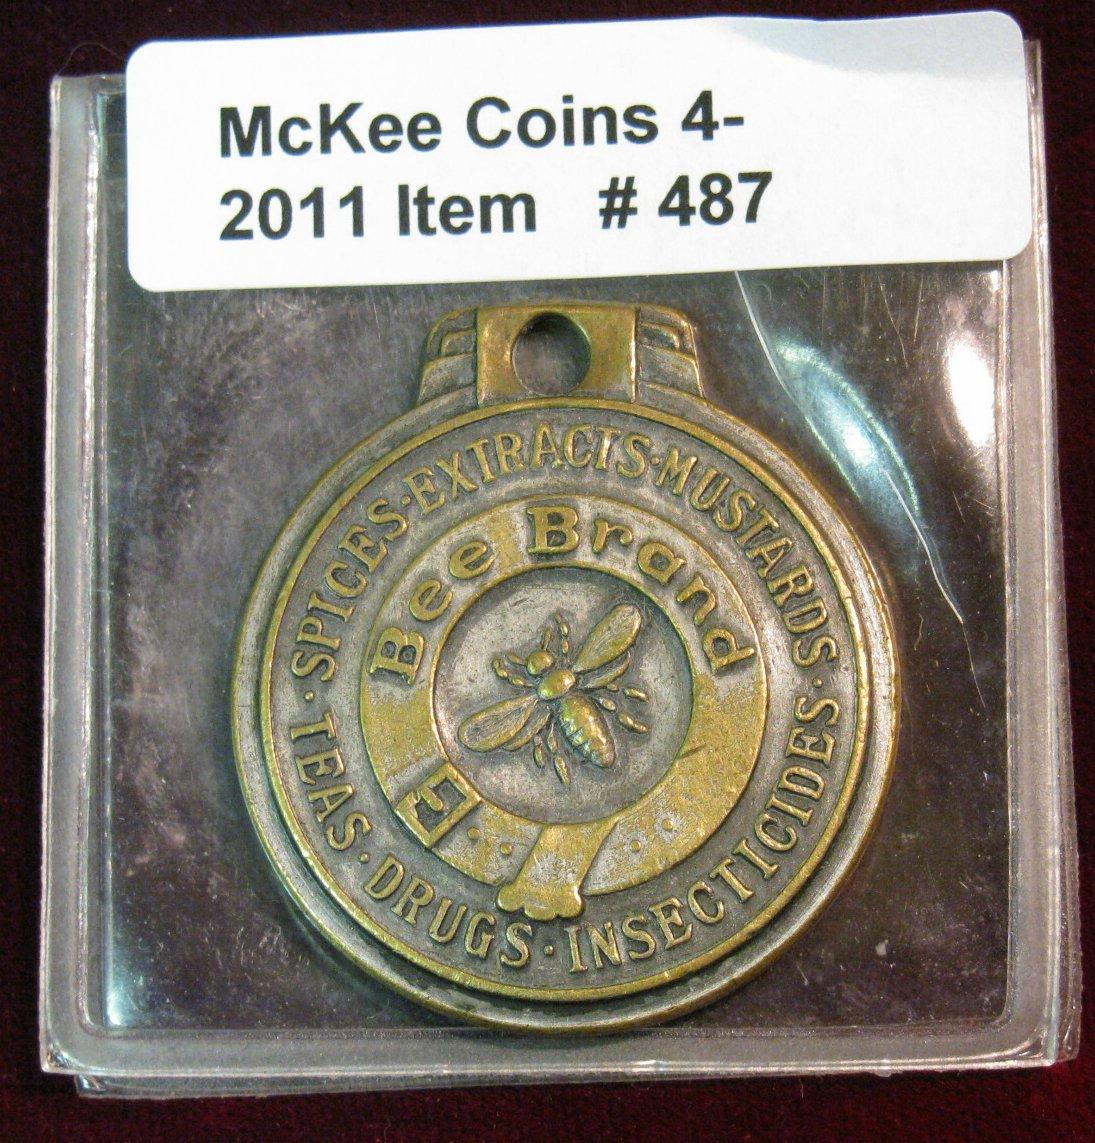 McKee Coins 4-
2011 Item # 487
TEAS · SPICES · EXTRACTS · MUSTARDS · INSECTICIDES · DRUGS ·
Bee Brand